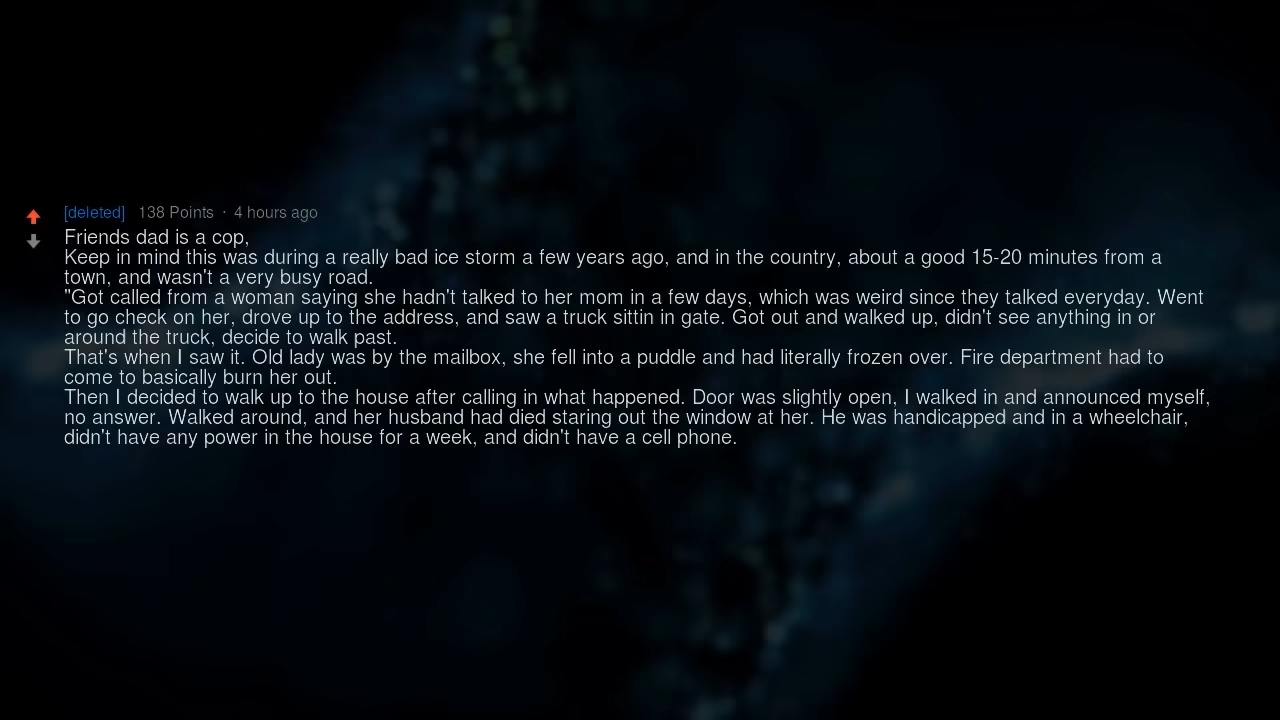 [deleted] 138 Points · 4 hours ago
Friends dad is a cop,
Keep in mind this was during a really bad ice storm a few years ago, and in the country, about a good 15-20 minutes from a
town, and wasn't a very busy road.
"Got called from a woman saying she hadn't talked to her mom in a few days, which was weird since they talked everyday. Went
to go check on her, drove up to the address, and saw a truck sittin in gate. Got out and walked up, didn't see anything in or
around the truck, decide to walk past.
That's when I saw it. Old lady was by the mailbox, she fell into a puddle and had literally frozen over. Fire department had to
come to basically burn her out.
Then I decided to walk up to the house after calling in what happened. Door was slightly open, I walked in and announced myself,
no answer. Walked around, and her husband had died staring out the window at her. He was handicapped and in a wheelchair,
didn't have any power in the house for a week, and didn't have a cell phone.